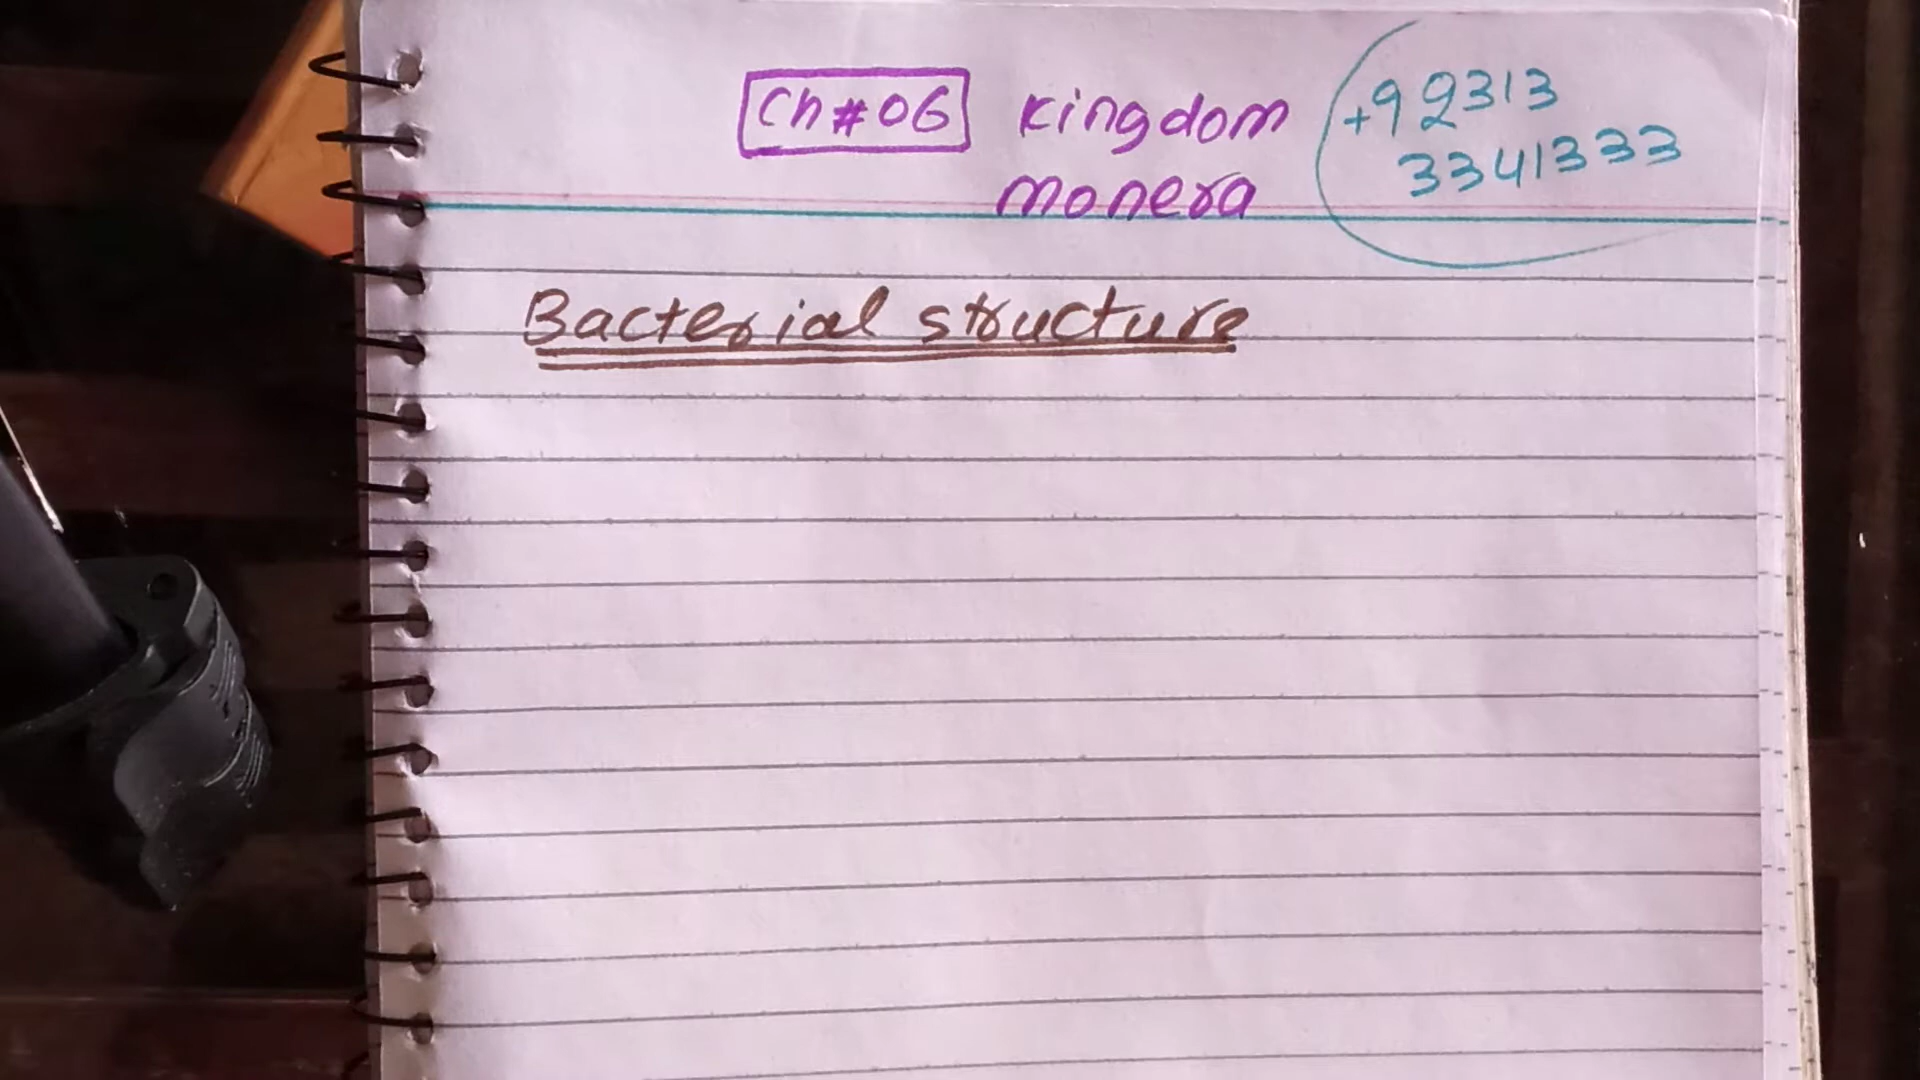 Ch # 06 Kingdom
Monera
+92313
3341333
Bacterial structure